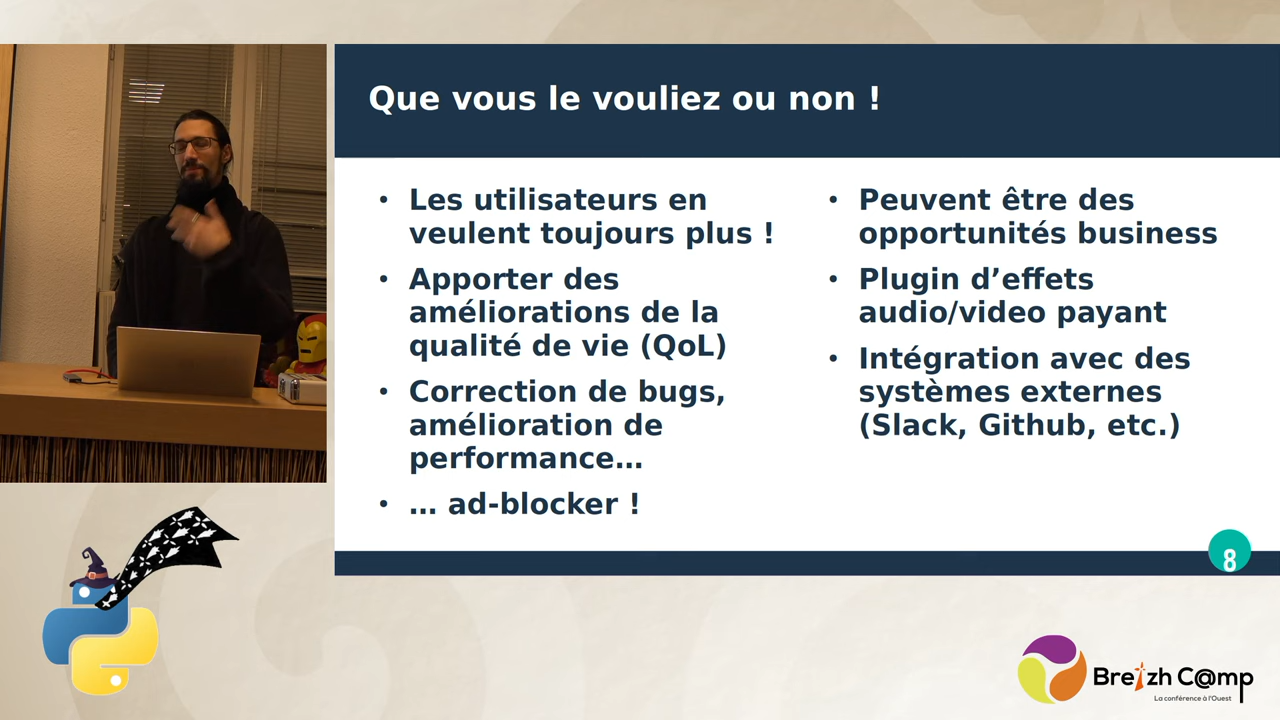 Que vous le vouliez ou non !
• Les utilisateurs en
veulent toujours plus !
• Apporter des
améliorations de la
qualité de vie (QoL)
• Correction de bugs,
amélioration de
performance…
• … ad-blocker !
• Peuvent être des
opportunités business
• Plugin d’effets
audio/video payant
• Intégration avec des
systèmes externes
(Slack, Github, etc.)
8
Breizh C@mp
La conférence à l'Ouest